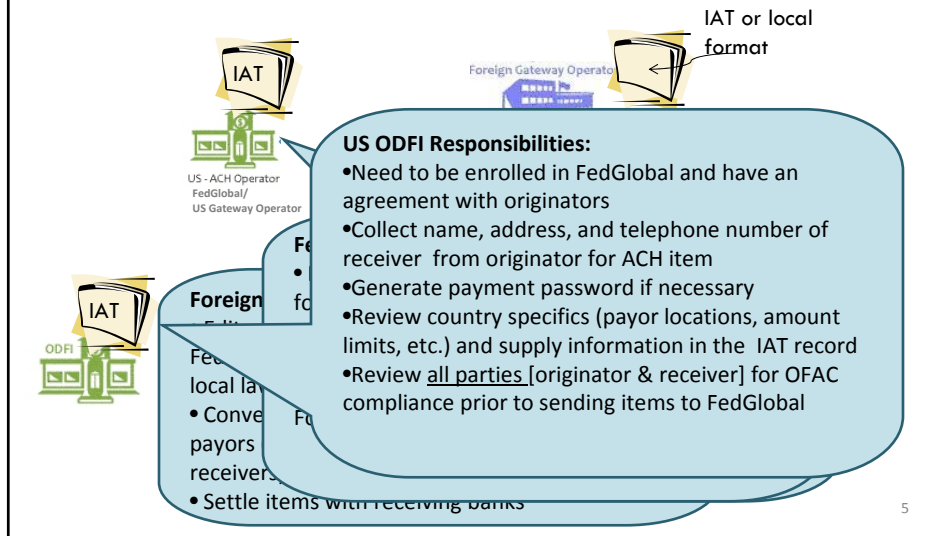 IAT or local
format
IAT
Foreign Gateway Operato
US - ACH Operator
FedGlobal/
US Gateway Operator
US ODFI Responsibilities:
•Need to be enrolled in FedGlobal and have an
agreement with originators
•Collect name, address, and telephone number of
receiver from originator for ACH item
•Generate payment password if necessary
•Review country specifics (payor locations, amount
limits, etc.) and supply information in the IAT record
•Review all parties [originator & receiver] for OFAC
compliance prior to sending items to FedGlobal
IAT
ODFI
Foreign
local la
• Conve
payors
receivers
• Settle items with receiving banks
5